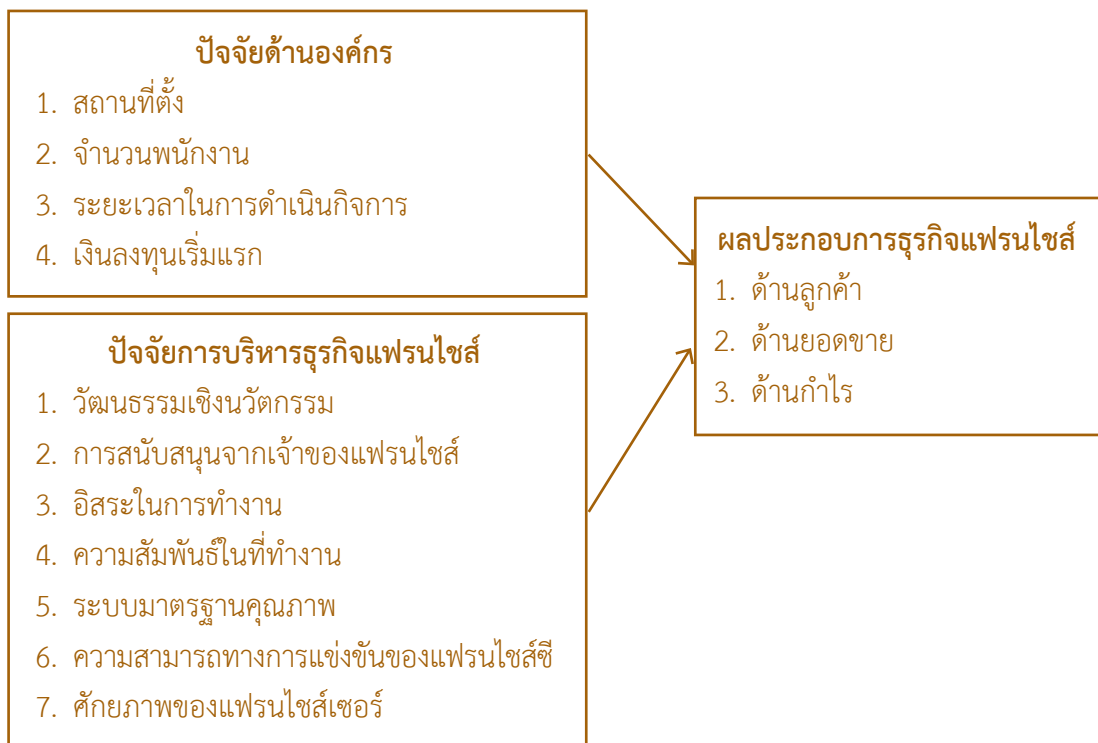 ปัจจัยด้านองค์กร
1. สถานที่ตั้ง
2. จำนวนพนักงาน
3. ระยะเวลาในการดำเนินกิจการ
4. เงินลงทุนเริ่มแรก
ปัจจัยการบริหารธุรกิจแฟรนไชส์
1. วัฒนธรรมเชิงนวัตกรรม
2. การสนับสนุนจากเจ้าของแฟรนไชส์
3. อิสระในการทำงาน
4. ความสัมพันธ์ในที่ทำงาน
5. ระบบมาตรฐานคุณภาพ
6. ความสามารถทางการแข่งขันของแฟรนไชส์ซี
7. ศักยภาพของแฟรนไชส์เซอร์
ผลประกอบการธุรกิจแฟรนไชส์
1. ด้านลูกค้า
2. ด้านยอดขาย
3. ด้านกำไร